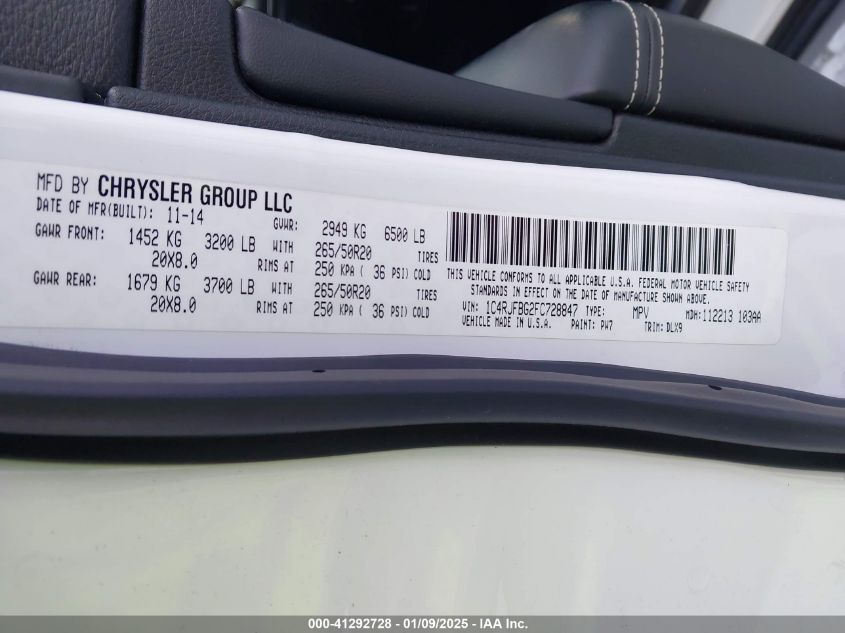 MFD BY CHRYSLER GROUP LLC
DATE OF MFR(BUILT): 11-14 GVWR: 2949 KG 6500 LB
GAWR FRONT: 1452 KG 3200 LB WITH 265/50R20 TIRES
20X8.0 RIMS AT 250 KPA ( 36 PSI) COLD
GAWR REAR: 1679 KG 3700 LB WITH 265/50R20 TIRES
20X8.0 RIMS AT 250 KPA ( 36 PSI) COLD
THIS VEHICLE CONFORMS TO ALL APPLICABLE U.S.A. FEDERAL MOTOR VEHICLE SAFETY
STANDARDS IN EFFECT ON THE DATE OF MANUFACTURE SHOWN ABOVE.
VIN: 1C4RJFBG2FC728847 TYPE: MPV MDH: 112213 103AA
VEHICLE MADE IN U.S.A. PAINT: PW7 TRIM: DLX9
000-41292728 - 01/09/2025 - IAA Inc.